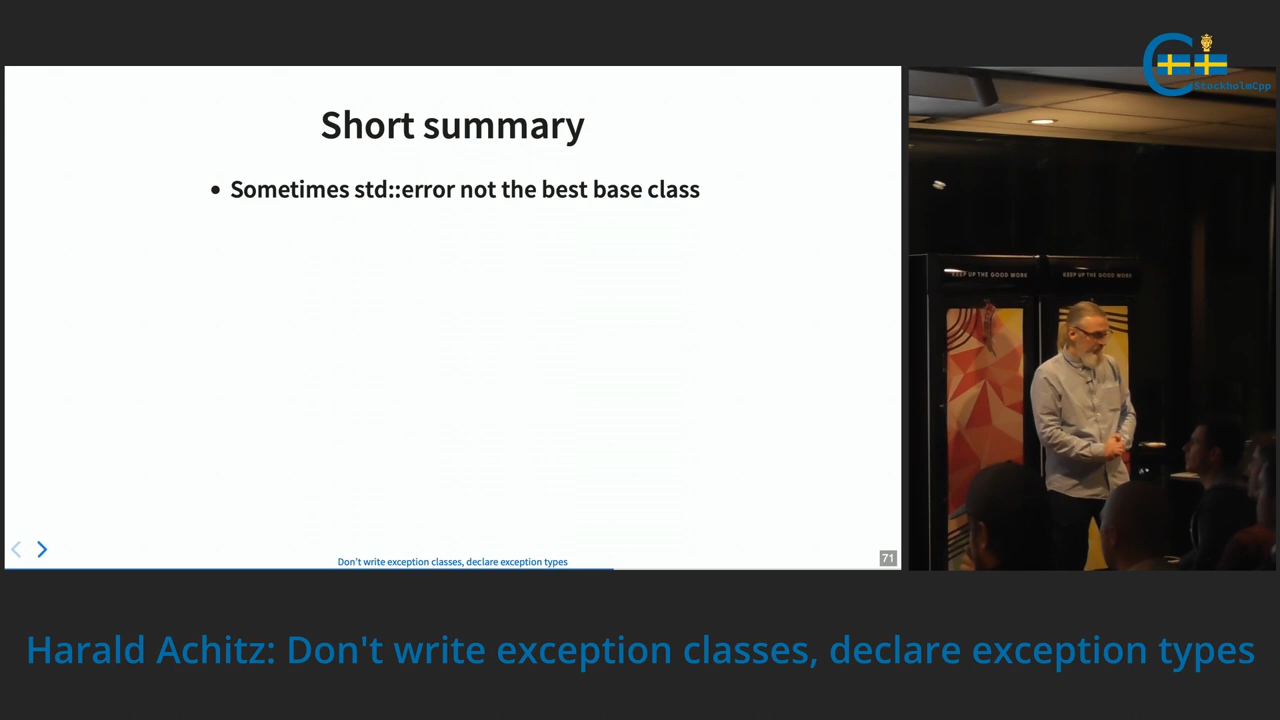 Short summary
• Sometimes std::error not the best base class
Don't write exception classes, declare exception types
71
StockholmCpp
KEEP UP THE GOOD WORK
KEEP UP THE GOOD WORK
Harald Achitz: Don't write exception classes, declare exception types